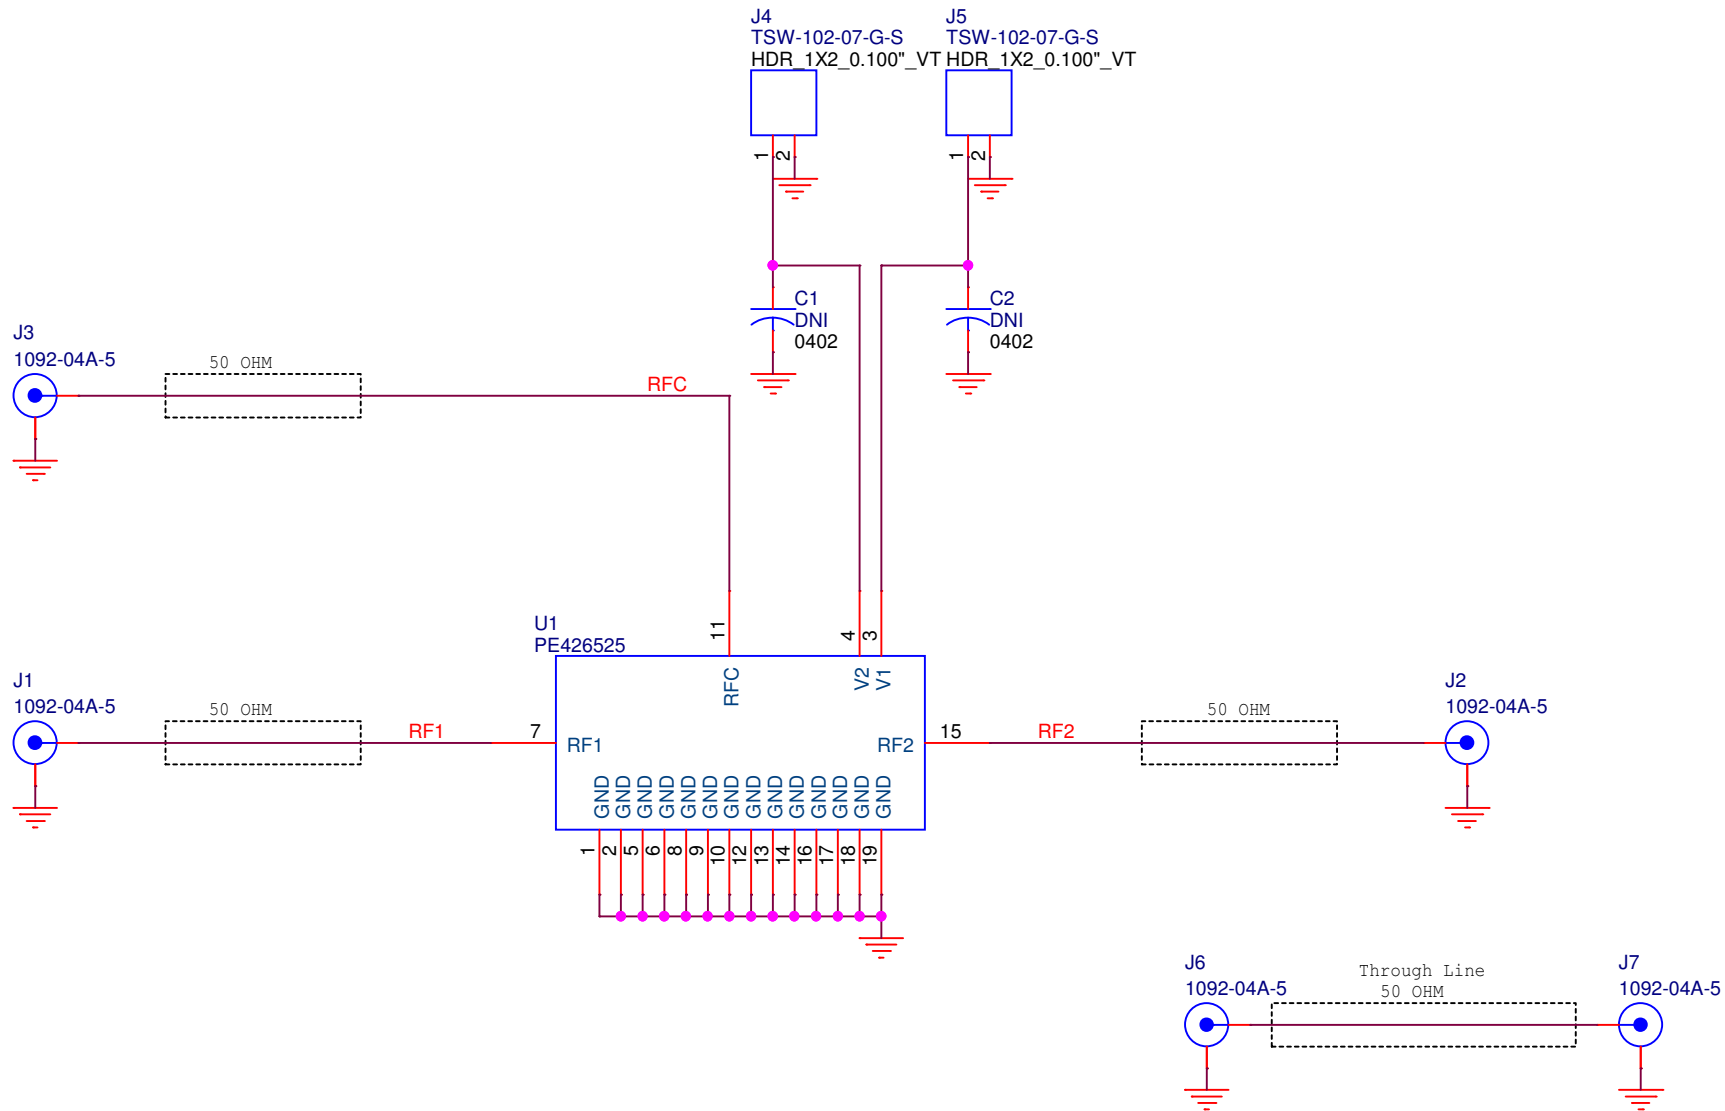 J4
TSW-102-07-G-S
HDR_1X2_0.100"_VT
1
2
J5
TSW-102-07-G-S
HDR_1X2_0.100"_VT
1
2
C1
DNI
0402
C2
DNI
0402
J3
1092-04A-5
50 OHM
RFC
U1
PE426525
11
4
3
RFC
V2
V1
J1
1092-04A-5
50 OHM
RF1
7
RF1
RF2
15
RF2
50 OHM
J2
1092-04A-5
GND
GND
GND
GND
GND
GND
GND
GND
GND
GND
GND
GND
GND
GND
1
2
5
6
8
9
10
12
13
14
16
17
18
19
J6
1092-04A-5
Through Line
50 OHM
J7
1092-04A-5